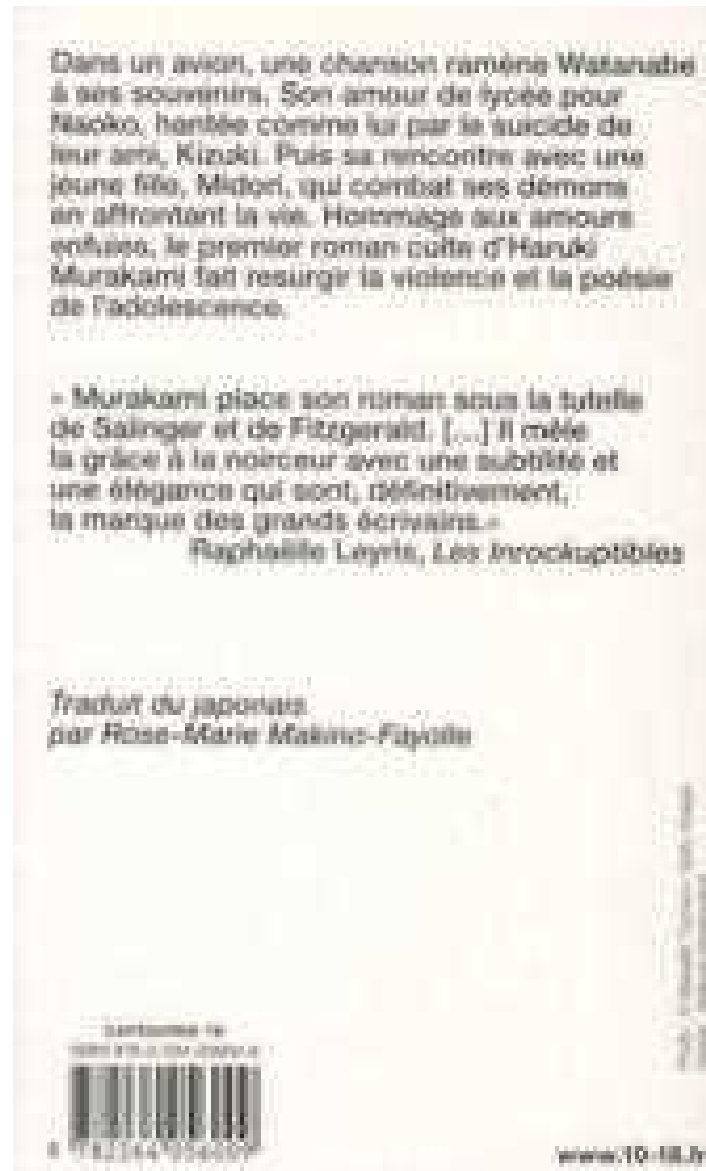 Dans un avion, une chanson ramène Watanabe
à ses souvenirs. Son amour de lycée pour
Naoko, hantée comme lui par le suicide de
leur ami, Kizuki. Puis sa rencontre avec une
jeune fille, Midori, qui combat ses démons
en affrontant la vie. Hommage aux amours
enfuies, le premier roman culte d'Haruki
Murakami fait resurgir la violence et la poésie
de l'adolescence.
« Murakami place son roman sous la tutelle
de Salinger et de Fitzgerald. [...] Il mêle
la grâce à la noirceur avec une subtilité et
une élégance qui sont, définitivement,
la marque des grands écrivains.»
Raphaëlle Leyris, Les Inrockuptibles
Traduit du japonais
par Rose-Marie Makino-Fayolle
www.10-18.fr